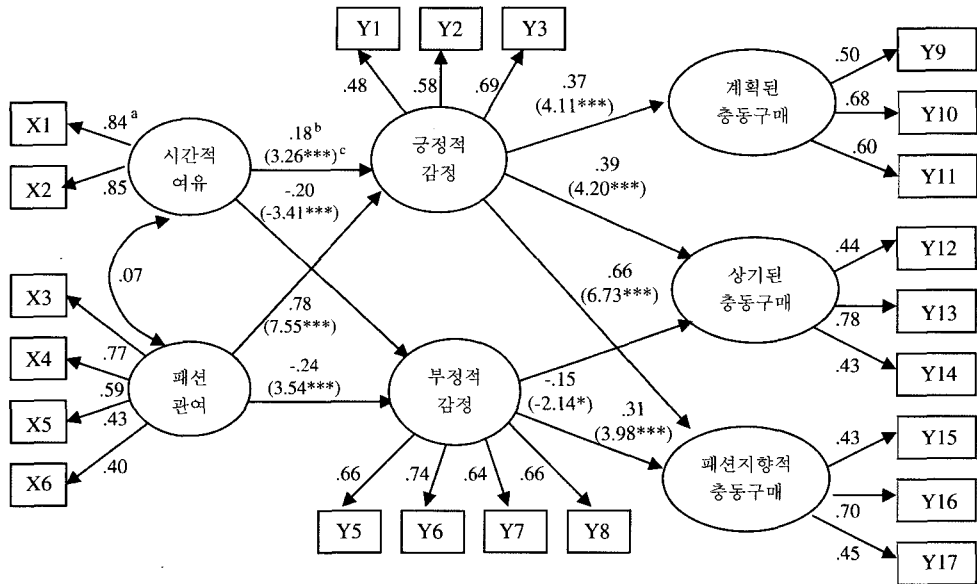 Y1
Y2
Y3
.48
.58
.69
X1
X2
.84 a
.85
시간적
여유
.18 b
(3.26***) c
-.20
(-3.41***)
긍정적
감정
.37
(4.11***)
.39
(4.20***)
.66
(6.73***)
계획된
충동구매
.50
.68
.60
Y9
Y10
Y11
.07
X3
X4
X5
X6
.77
.59
.43
.40
패션
관여
.78
(7.55***)
-.24
(3.54***)
부정적
감정
-.15
(-2.14*)
.31
(3.98***)
상기된
충동구매
.44
.78
.43
Y12
Y13
Y14
.66
.74
.64
.66
Y5
Y6
Y7
Y8
패션지향적
충동구매
.43
.70
.45
Y15
Y16
Y17